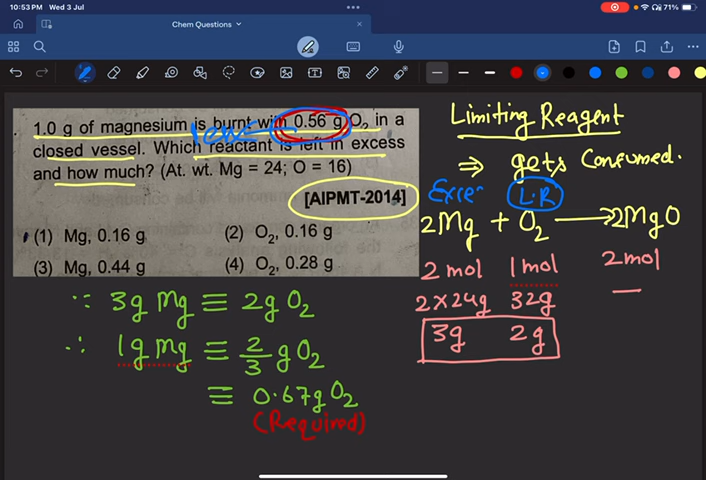 10:53 PM Wed 3 Jul
71%
Chem Questions
1.0 g of magnesium is burnt with 0.56 g O₂ in a
closed vessel. Which reactant is left in excess
and how much? (At. wt. Mg = 24; O = 16)
[AIPMT-2014]
(1) Mg, 0.16 g
(2) O₂, 0.16 g
(3) Mg, 0.44 g
(4) O₂, 0.28 g
∵ 3g Mg ≡ 2g O₂
∴ 1g mg ≡ 2/3 g O₂
≡ 0.67g O₂
(Required)
Limiting Reagent
⇒ gets Consumed.
Exce
L.R
2Mg + O₂ ⟶ 2MgO
2 mol 1 mol 2 mol
2×24g 32g —
3g 2g